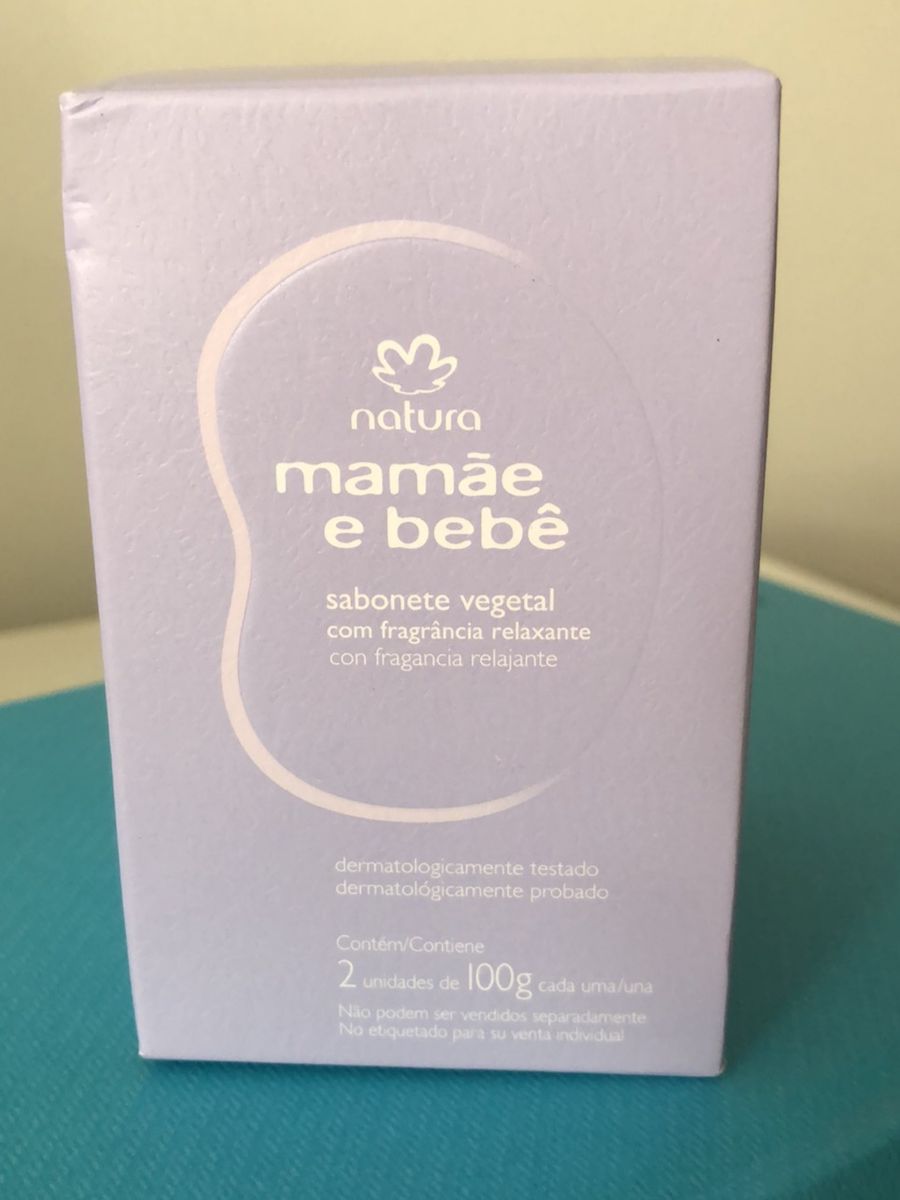 natura
mamãe
e bebê
sabonete vegetal
com fragrância relaxante
con fragancia relajante
dermatologicamente testado
dermatológicamente probado
Contém/Contiene
2 unidades de 100g cada uma/una
Não podem ser vendidos separadamente
No etiquetado para su venta individual